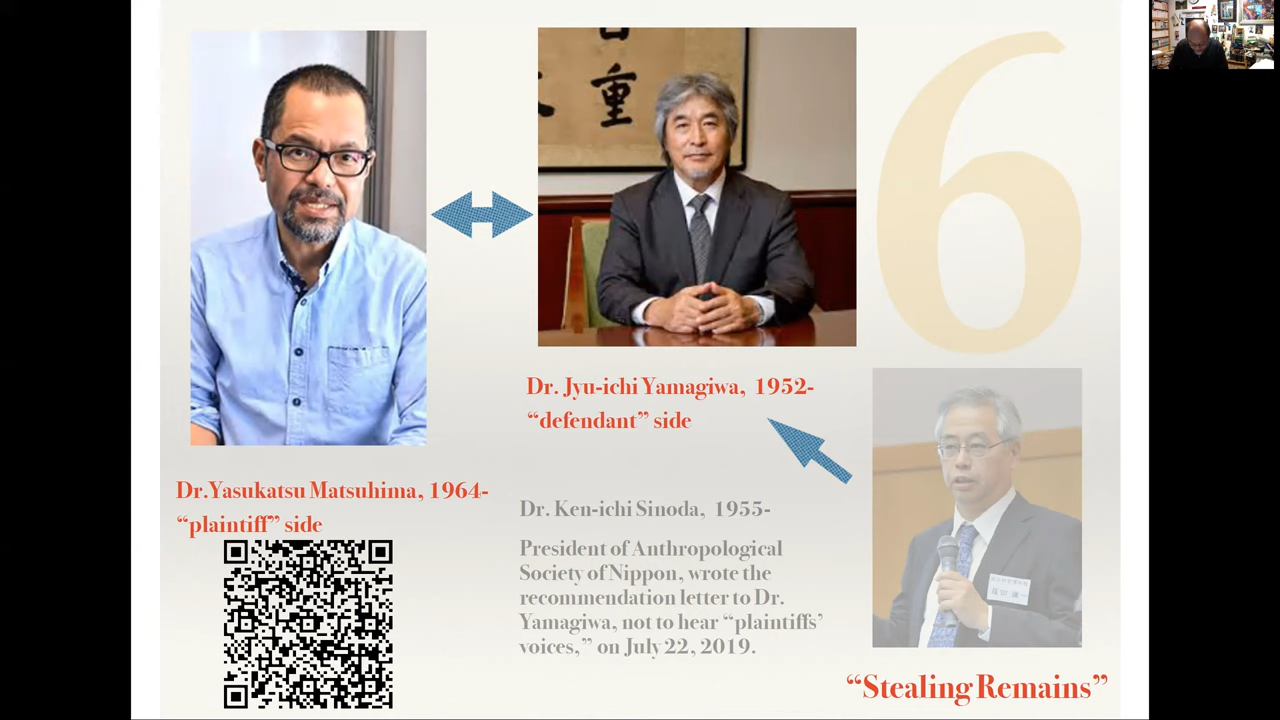 重
6
Dr. Jyu-ichi Yamagiwa, 1952-
“defendant” side
Dr.Yasukatsu Matsuhima, 1964-
“plaintiff” side
Dr. Ken-ichi Sinoda, 1955-
President of Anthropological
Society of Nippon, wrote the
recommendation letter to Dr.
Yamagiwa, not to hear “plaintiffs’
voices,” on July 22, 2019.
“Stealing Remains”